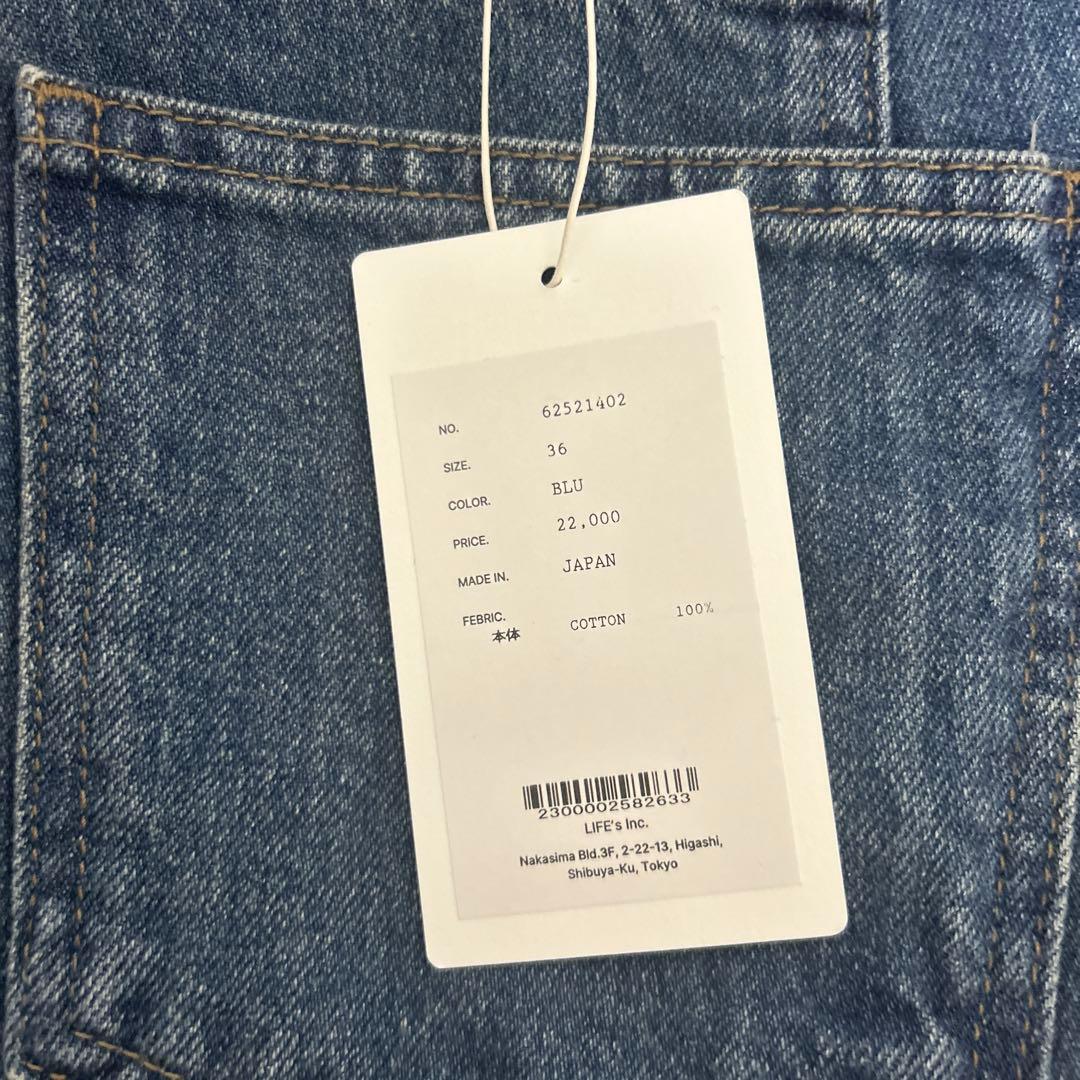 NO. 62521402
SIZE. 36
COLOR. BLU
PRICE. 22,000
MADE IN. JAPAN
FEBRIC.
本体 COTTON 100%
2300002582633
LIFE's Inc.
Nakasima Bld.3F, 2-22-13, Higashi,
Shibuya-Ku, Tokyo